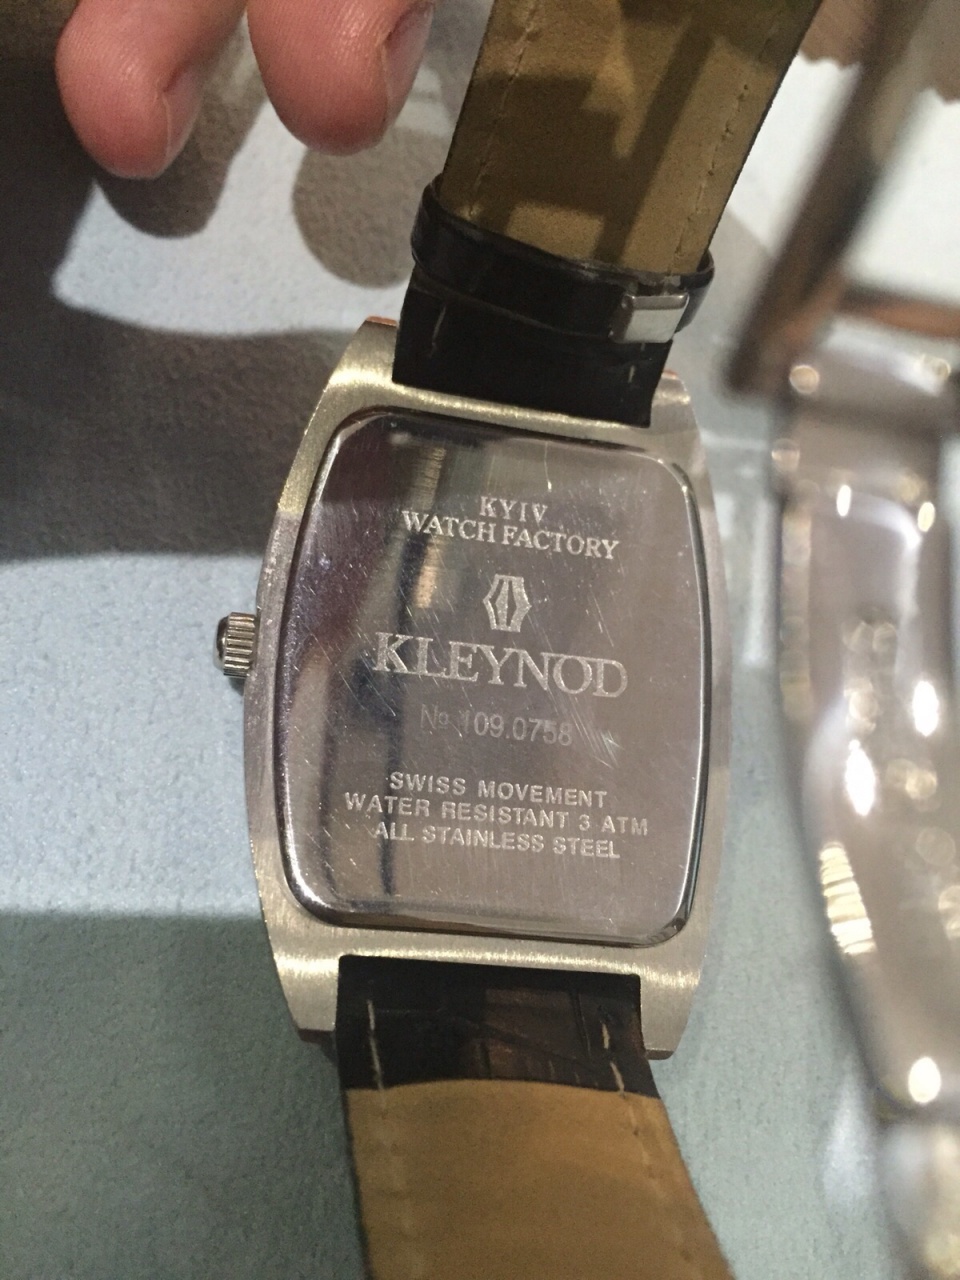 KYIV
WATCH FACTORY
KLEYNOD
№ 109.0758
SWISS MOVEMENT
WATER RESISTANT 3 ATM
ALL STAINLESS STEEL